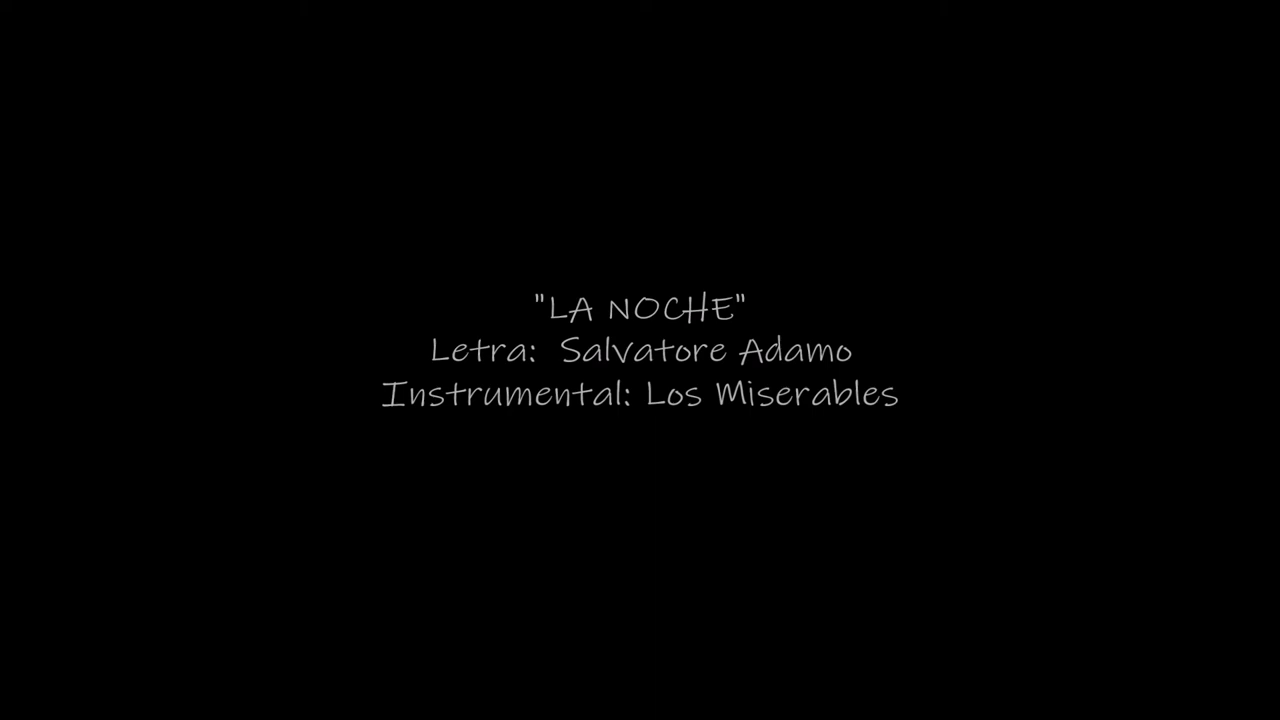 "LA NOCHE"
Letra:  Salvatore Adamo
Instrumental: Los Miserables